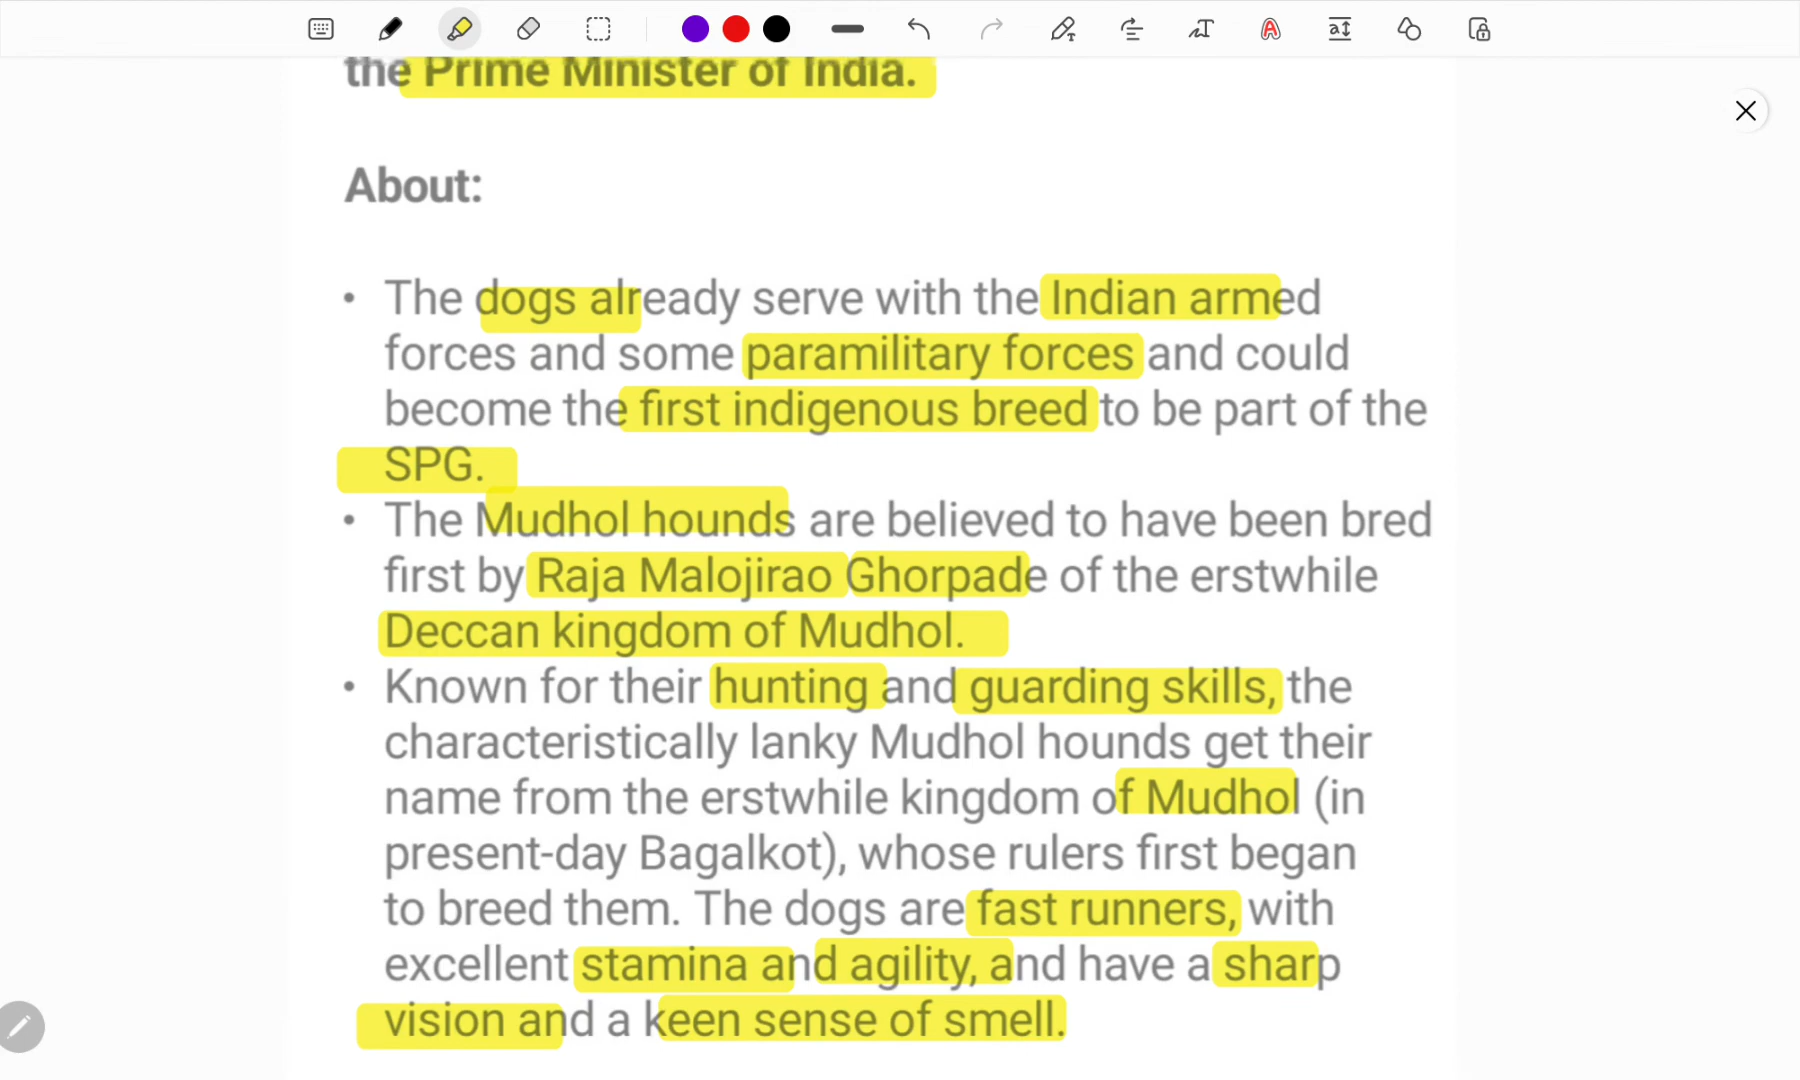 the Prime Minister of India.
About:
• The dogs already serve with the Indian armed
forces and some paramilitary forces and could
become the first indigenous breed to be part of the
SPG.
• The Mudhol hounds are believed to have been bred
first by Raja Malojirao Ghorpade of the erstwhile
Deccan kingdom of Mudhol.
• Known for their hunting and guarding skills, the
characteristically lanky Mudhol hounds get their
name from the erstwhile kingdom of Mudhol (in
present-day Bagalkot), whose rulers first began
to breed them. The dogs are fast runners, with
excellent stamina and agility, and have a sharp
vision and a keen sense of smell.